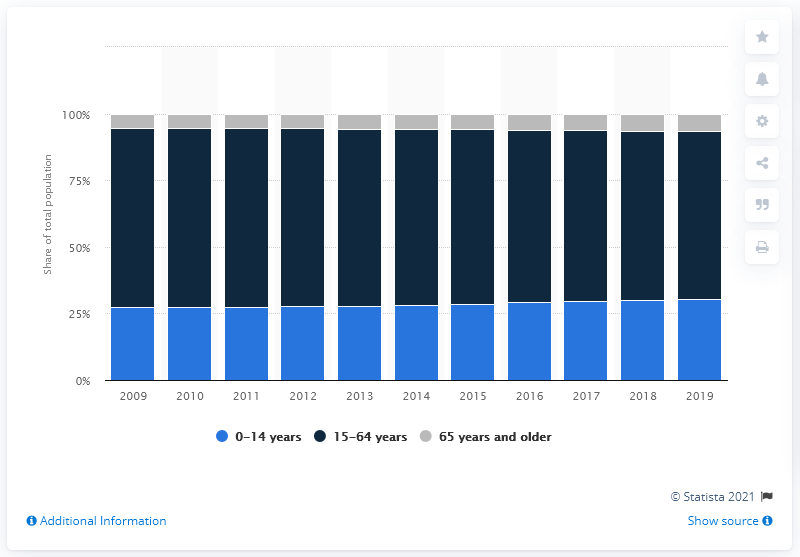 Share of total population
100%
75%
50%
25%
0%
2009 2010 2011 2012 2013 2014 2015 2016 2017 2018 2019
0–14 years 15–64 years 65 years and older
© Statista 2021
Additional Information Show source